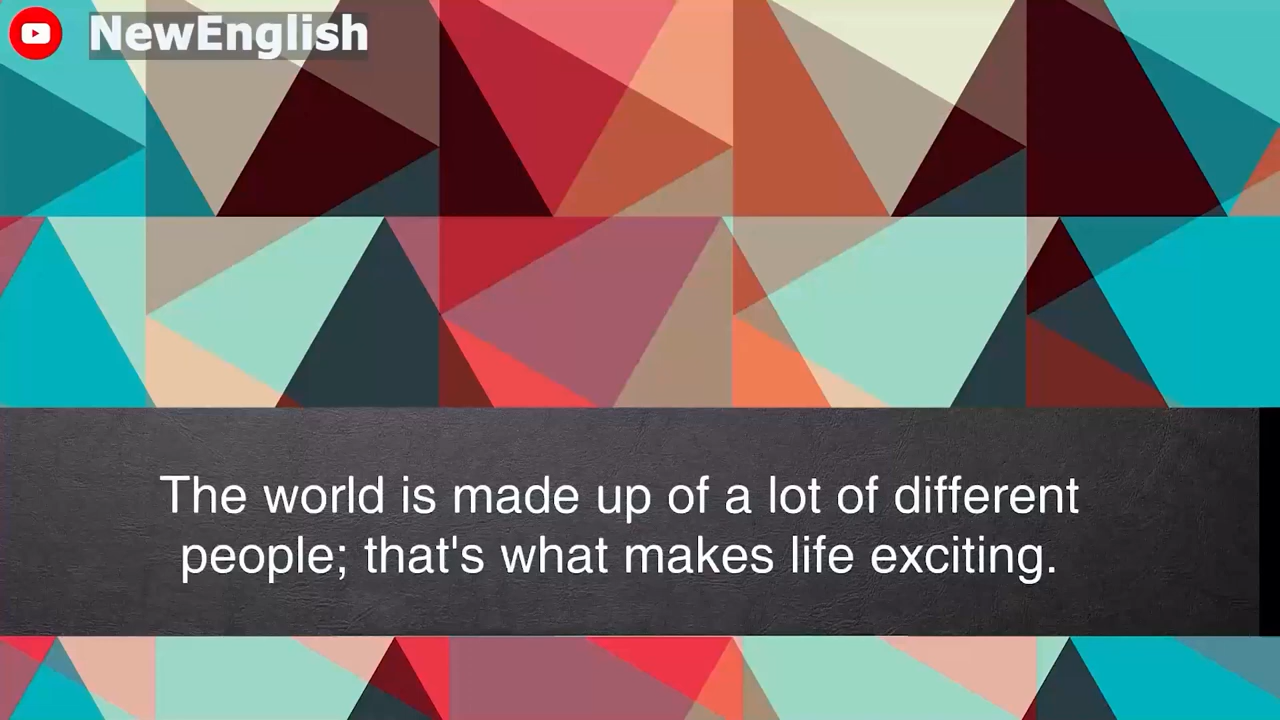 NewEnglish
The world is made up of a lot of different
people; that's what makes life exciting.